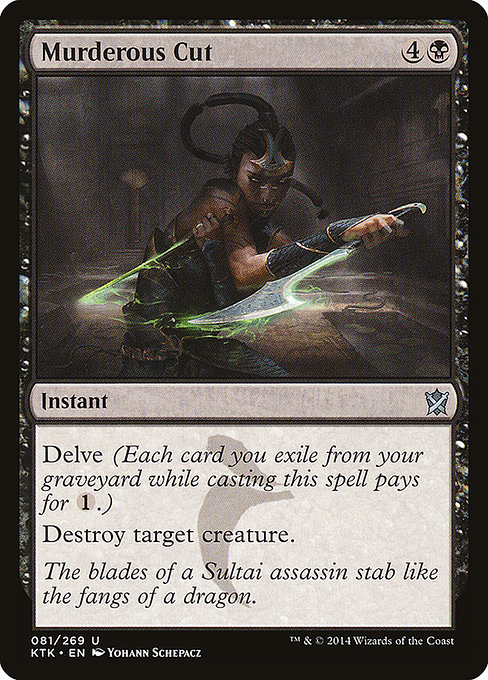 Murderous Cut 4
Instant
Delve (Each card you exile from your
graveyard while casting this spell pays
for 1.)
Destroy target creature.
The blades of a Sultai assassin stab like
the fangs of a dragon.
081/269 U
™ & © 2014 Wizards of the Coast
KTK • EN Yohann Schepacz